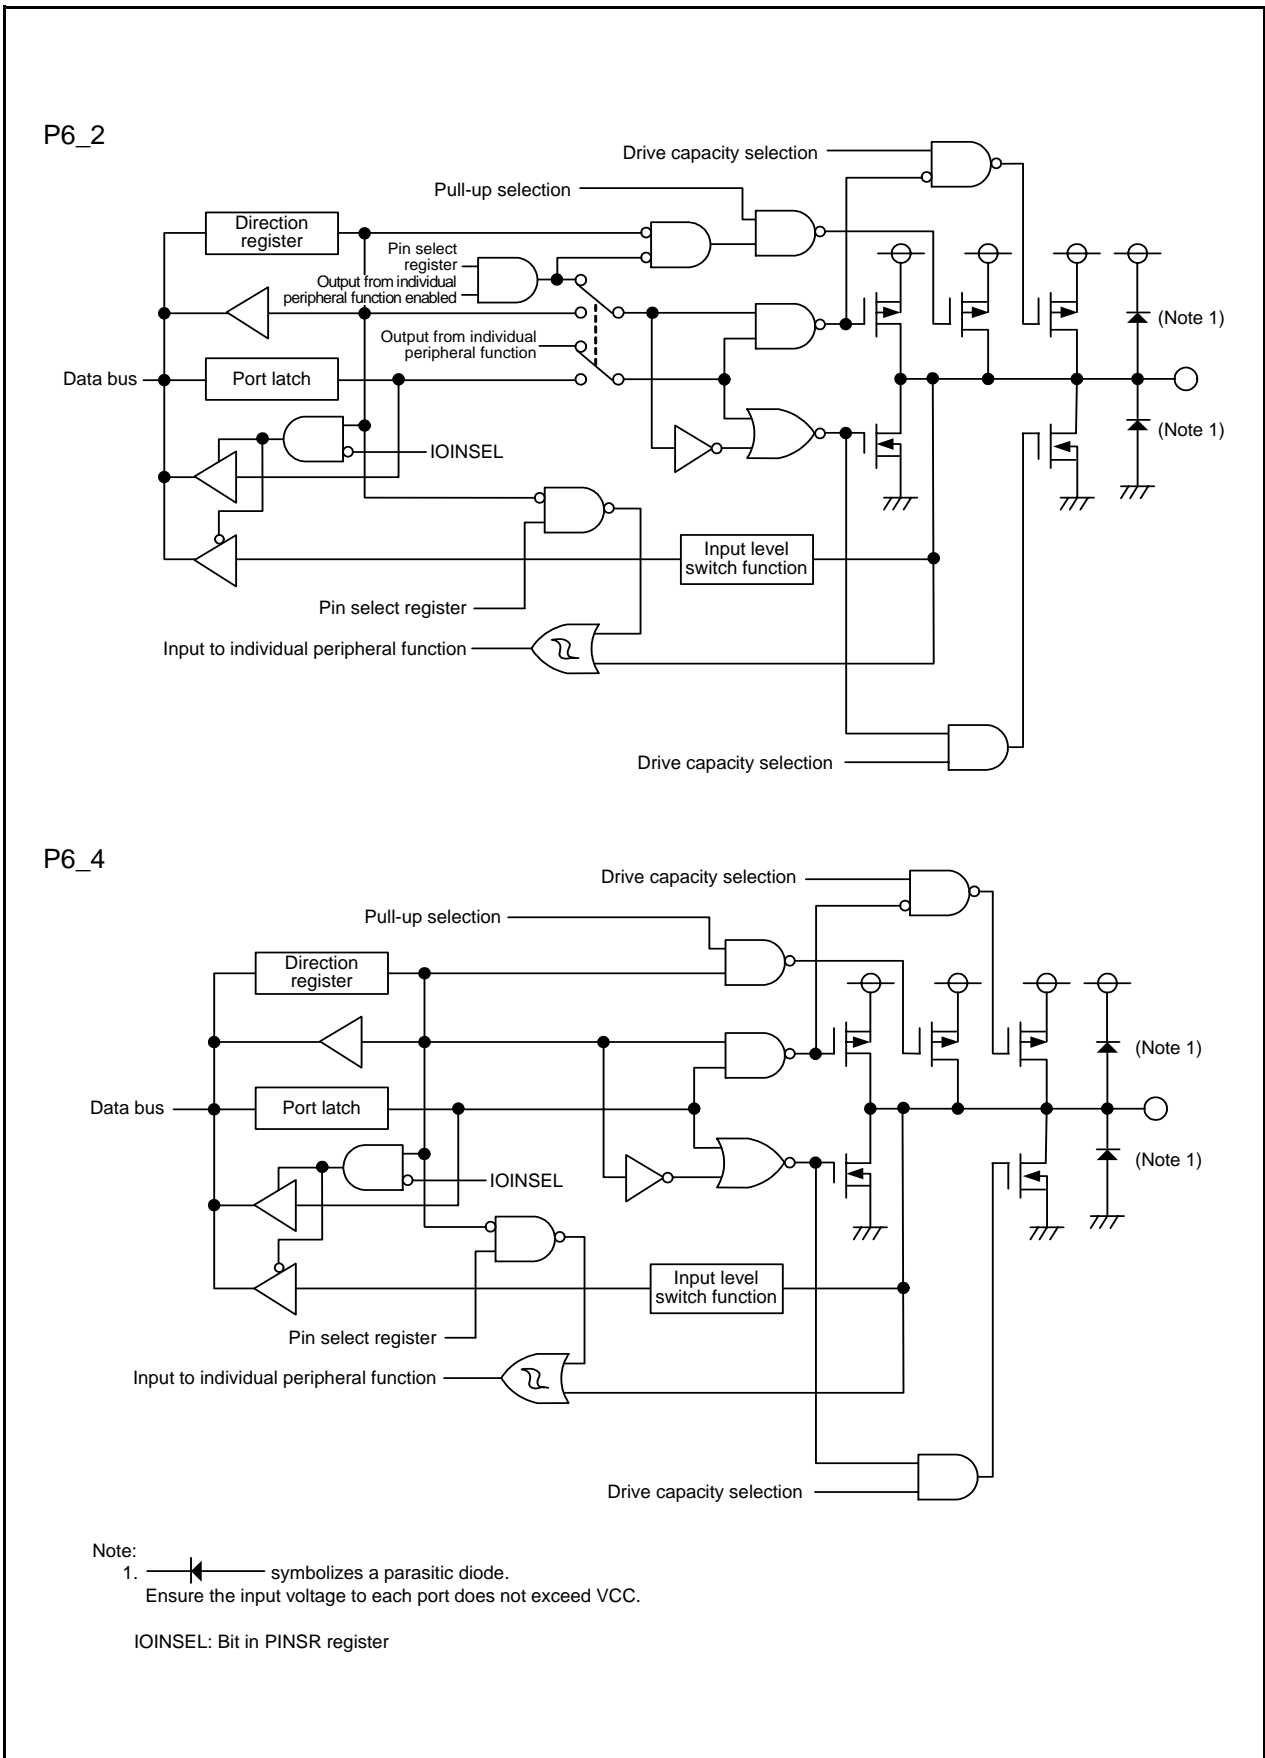 P6_2
Drive capacity selection
Pull-up selection
Direction
register
Pin select
register
Output from individual
peripheral function enabled
(Note 1)
Output from individual
peripheral function
Data bus
Port latch
(Note 1)
IOINSEL
Input level
switch function
Pin select register
Input to individual peripheral function
Drive capacity selection
P6_4
Drive capacity selection
Pull-up selection
Direction
register
(Note 1)
Data bus
Port latch
(Note 1)
IOINSEL
Input level
switch function
Pin select register
Input to individual peripheral function
Drive capacity selection
Note:
1. symbolizes a parasitic diode.
Ensure the input voltage to each port does not exceed VCC.
IOINSEL: Bit in PINSR register